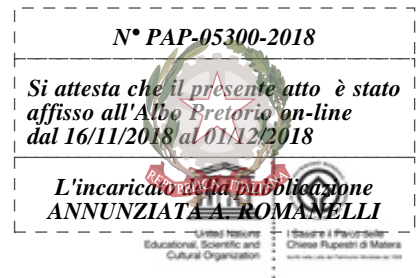 N° PAP-05300-2018
Si attesta che il presente atto è stato
affisso all'Albo Pretorio on-line
dal 16/11/2018 al 01/12/2018
L'incaricato della pubblicazione
ANNUNZIATA A. ROMANELLI
REPVBBLICA ITALIANA
United Nations
Educational, Scientific and
Cultural Organization
I Sassi e il Parco delle
Chiese Rupestri di Matera